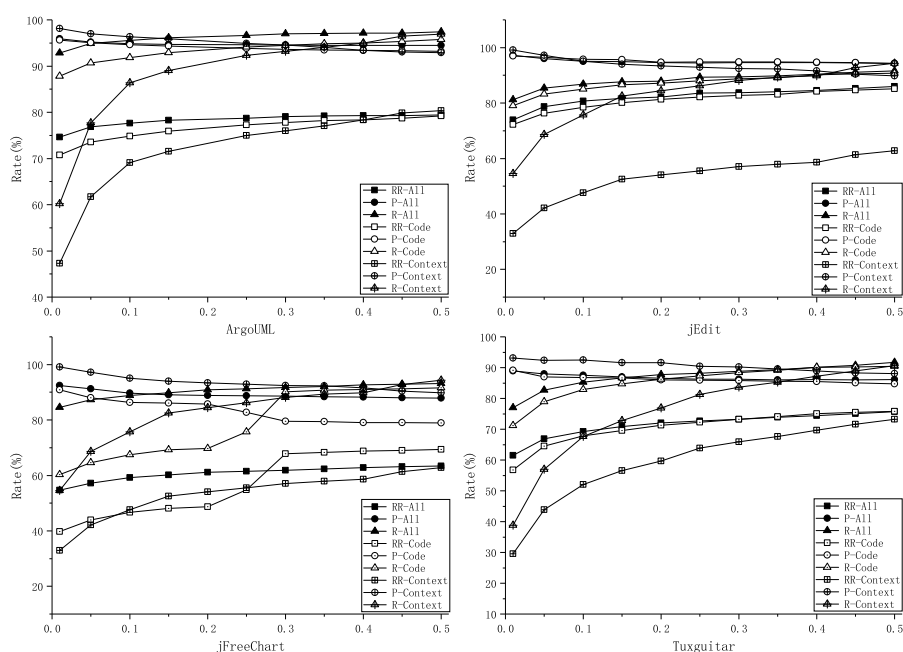 100
90
80
70
60
50
40
Rate(%)
RR-All
P-All
R-All
RR-Code
P-Code
R-Code
RR-Context
P-Context
R-Context
0.0 0.1 0.2 0.3 0.4 0.5
ArgoUML
100
80
60
40
20
Rate(%)
RR-All
P-All
R-All
RR-Code
P-Code
R-Code
RR-Context
P-Context
R-Context
0.0 0.1 0.2 0.3 0.4 0.5
jEdit
100
80
60
40
20
Rate(%)
RR-All
P-All
R-All
RR-Code
P-Code
R-Code
RR-Context
P-Context
R-Context
0.0 0.1 0.2 0.3 0.4 0.5
jFreeChart
100
90
80
70
60
50
40
30
20
10
Rate(%)
RR-All
P-All
R-All
RR-Code
P-Code
R-Code
RR-Context
P-Context
R-Context
0.0 0.1 0.2 0.3 0.4 0.5
Tuxguitar